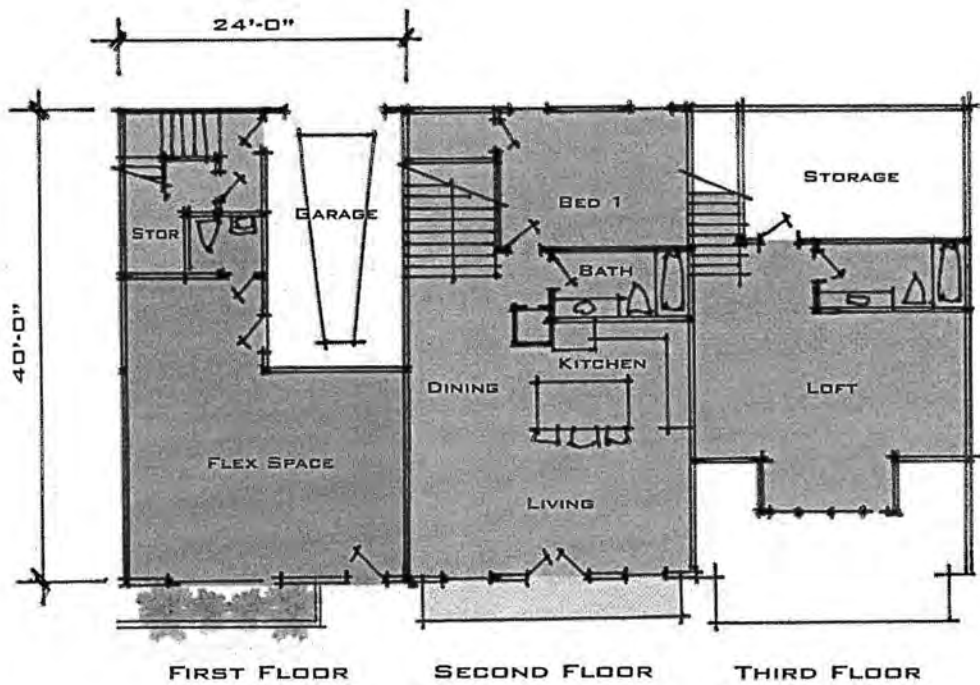 24'-0"
40'-0"
STOR
GARAGE
FLEX SPACE
BED 1
BATH
KITCHEN
DINING
LIVING
STORAGE
LOFT
FIRST FLOOR
SECOND FLOOR
THIRD FLOOR